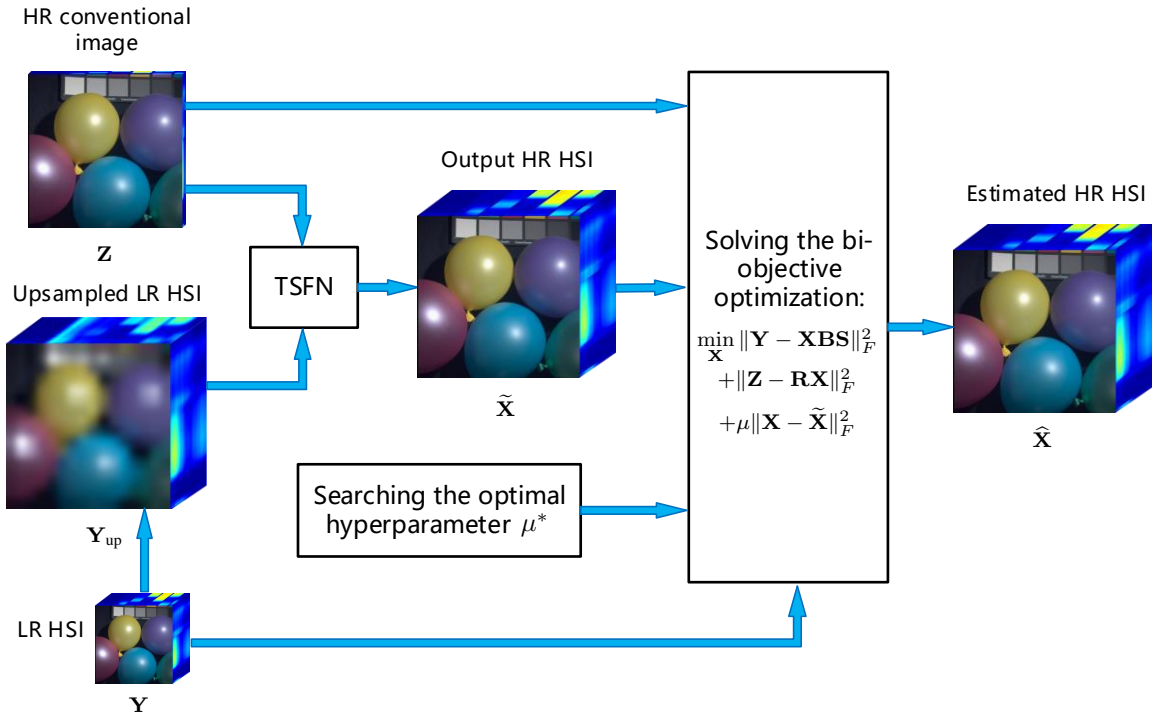 HR conventional
image
Z
Upsampled LR HSI
Y_up
LR HSI
Y
TSFN
Output HR HSI
X̃
Searching the optimal
hyperparameter μ*
Solving the bi-
objective
optimization:
min_X ‖Y − XBS‖²_F
+‖Z − RX‖²_F
+μ‖X − X̃‖²_F
Estimated HR HSI
X̂